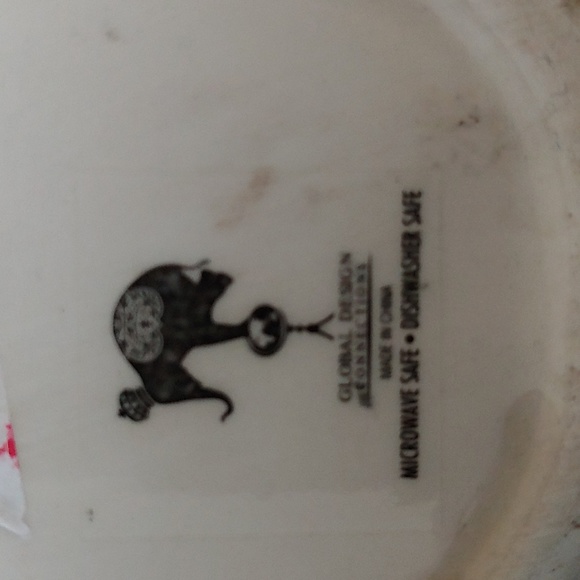 GLOBAL DESIGN
CONNECTIONS
MADE IN CHINA
MICROWAVE SAFE • DISHWASHER SAFE